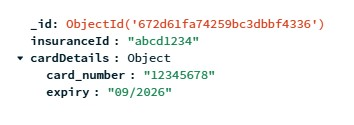 _id: ObjectId('672d61fa74259bc3dbbf4336')
insuranceId : "abcd1234"
cardDetails : Object
card_number : "12345678"
expiry : "09/2026"